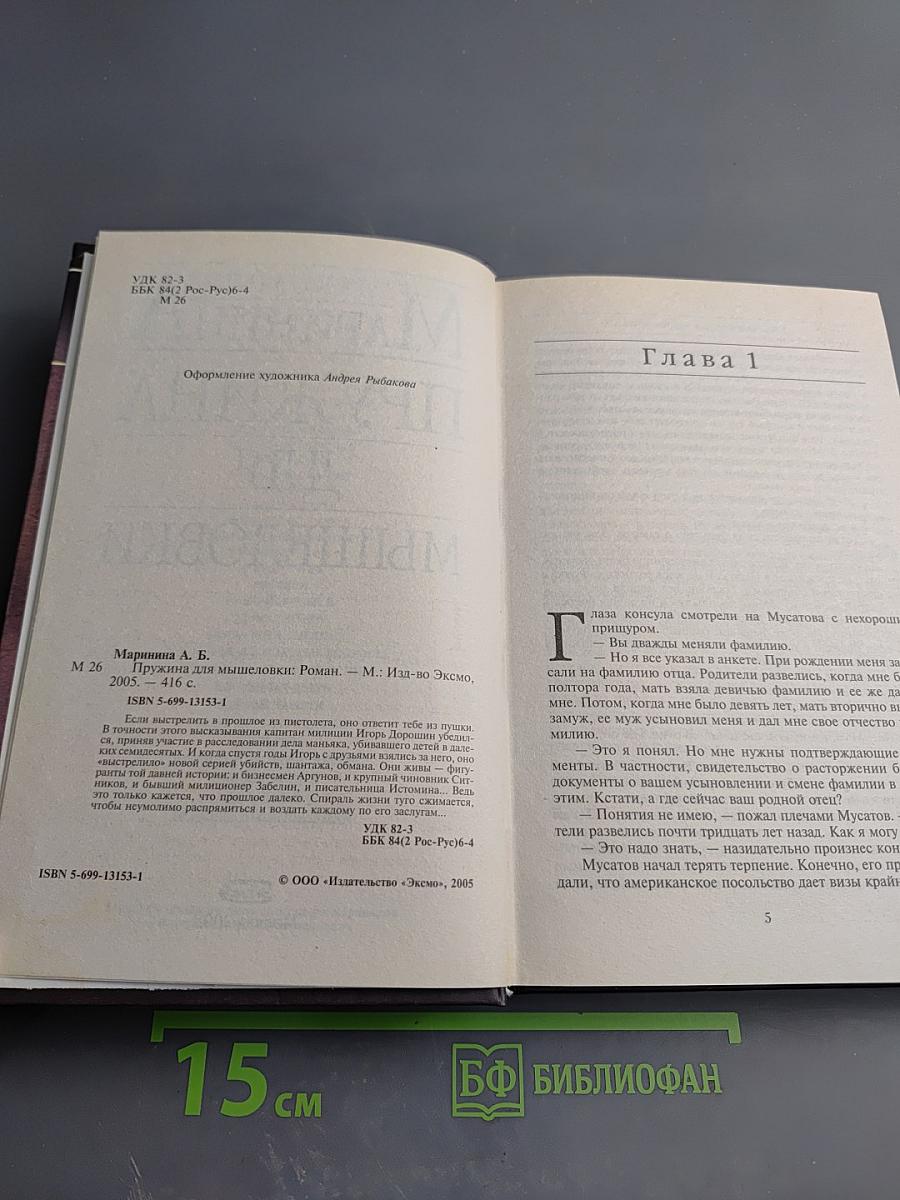 УДК 82-3
ББК 84(2 Рос-Рус)6-4
М 26
Оформление художника Андрея Рыбакова
Маринина А. Б.
М 26 Пружина для мышеловки: Роман. — М.: Изд-во Эксмо,
2005. — 416 с.
ISBN 5-699-13153-1
Если выстрелить в прошлое из пистолета, оно ответит тебе из пушки.
В точности этого высказывания капитан милиции Игорь Дорошин убедил-
ся, приняв участие в расследовании дела маньяка, убивавшего детей в дале-
ких семидесятых. И когда спустя годы Игорь с друзьями взялись за него, оно
«выстрелило» новой серией убийств, шантажа, обмана. Они живы — фигу-
ранты той давней истории: и бизнесмен Аргунов, и крупный чиновник Сит-
ников, и бывший милиционер Забелин, и писательница Истомина... Ведь
это только кажется, что прошлое далеко. Спираль жизни туго сжимается,
чтобы неумолимо распрямиться и воздать каждому по его заслугам...
УДК 82-3
ББК 84(2 Рос-Рус)6-4
ISBN 5-699-13153-1
© ООО «Издательство «Эксмо», 2005
Глава 1
Глаза консула смотрели на Мусатова с нехороши
прищуром.
— Вы дважды меняли фамилию.
— Но я все указал в анкете. При рождении меня за
сали на фамилию отца. Родители развелись, когда мне б
полтора года, мать взяла девичью фамилию и ее же да
мне. Потом, когда мне было девять лет, мать вторично вы
замуж, ее муж усыновил меня и дал мне свое отчество
милию.
— Это я понял. Но мне нужны подтверждающие
менты. В частности, свидетельство о расторжении б
документы о вашем усыновлении и смене фамилии в
этим. Кстати, а где сейчас ваш родной отец?
— Понятия не имею, — пожал плечами Мусатов. —
тели развелись почти тридцать лет назад. Как я могу
— Это надо знать, — назидательно произнес кон
Мусатов начал терять терпение. Конечно, его пр
дали, что американское посольство дает визы крайн
5
15 см
БФ БИБЛИОФАН